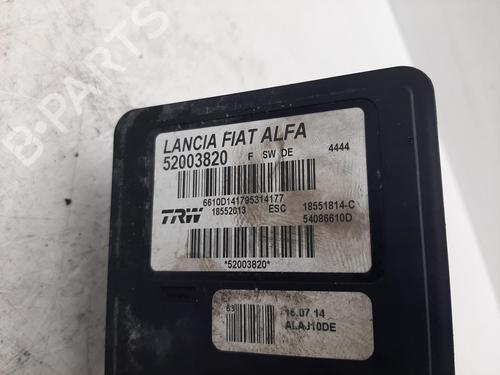 LANCIA FIAT ALFA
52003820 F SW DE 4444
6610D141795314177
TRW 18552013 ESC 18551814-C
54086610D
*52003820*
63 16.07.14
ALAJ10DE
B-PARTS